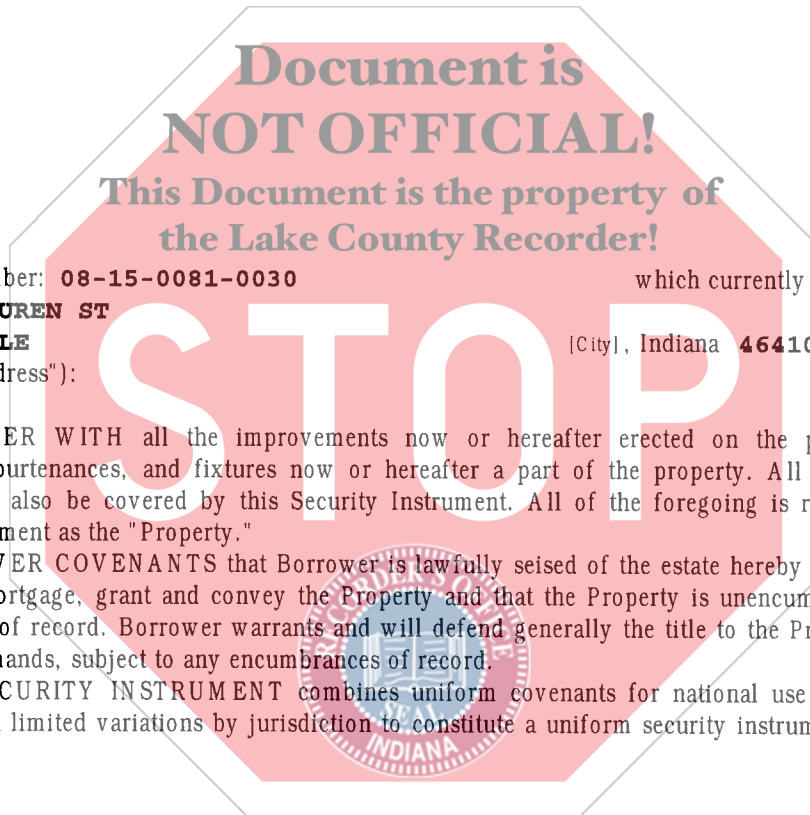 Document is
NOT OFFICIAL!
This Document is the property of
the Lake County Recorder!
ber: 08-15-0081-0030 which currently
UREN ST
LE [City], Indiana 46410
dress"):
STOP
ER WITH all the improvements now or hereafter erected on the p
purtenances, and fixtures now or hereafter a part of the property. All
also be covered by this Security Instrument. All of the foregoing is r
ment as the "Property."
VER COVENANTS that Borrower is lawfully seised of the estate hereby
ortgage, grant and convey the Property and that the Property is unencum
of record. Borrower warrants and will defend generally the title to the Pr
ands, subject to any encumbrances of record.
CURITY INSTRUMENT combines uniform covenants for national use
limited variations by jurisdiction to constitute a uniform security instrum
RECORDER'S OFFICE
SEAL
INDIANA